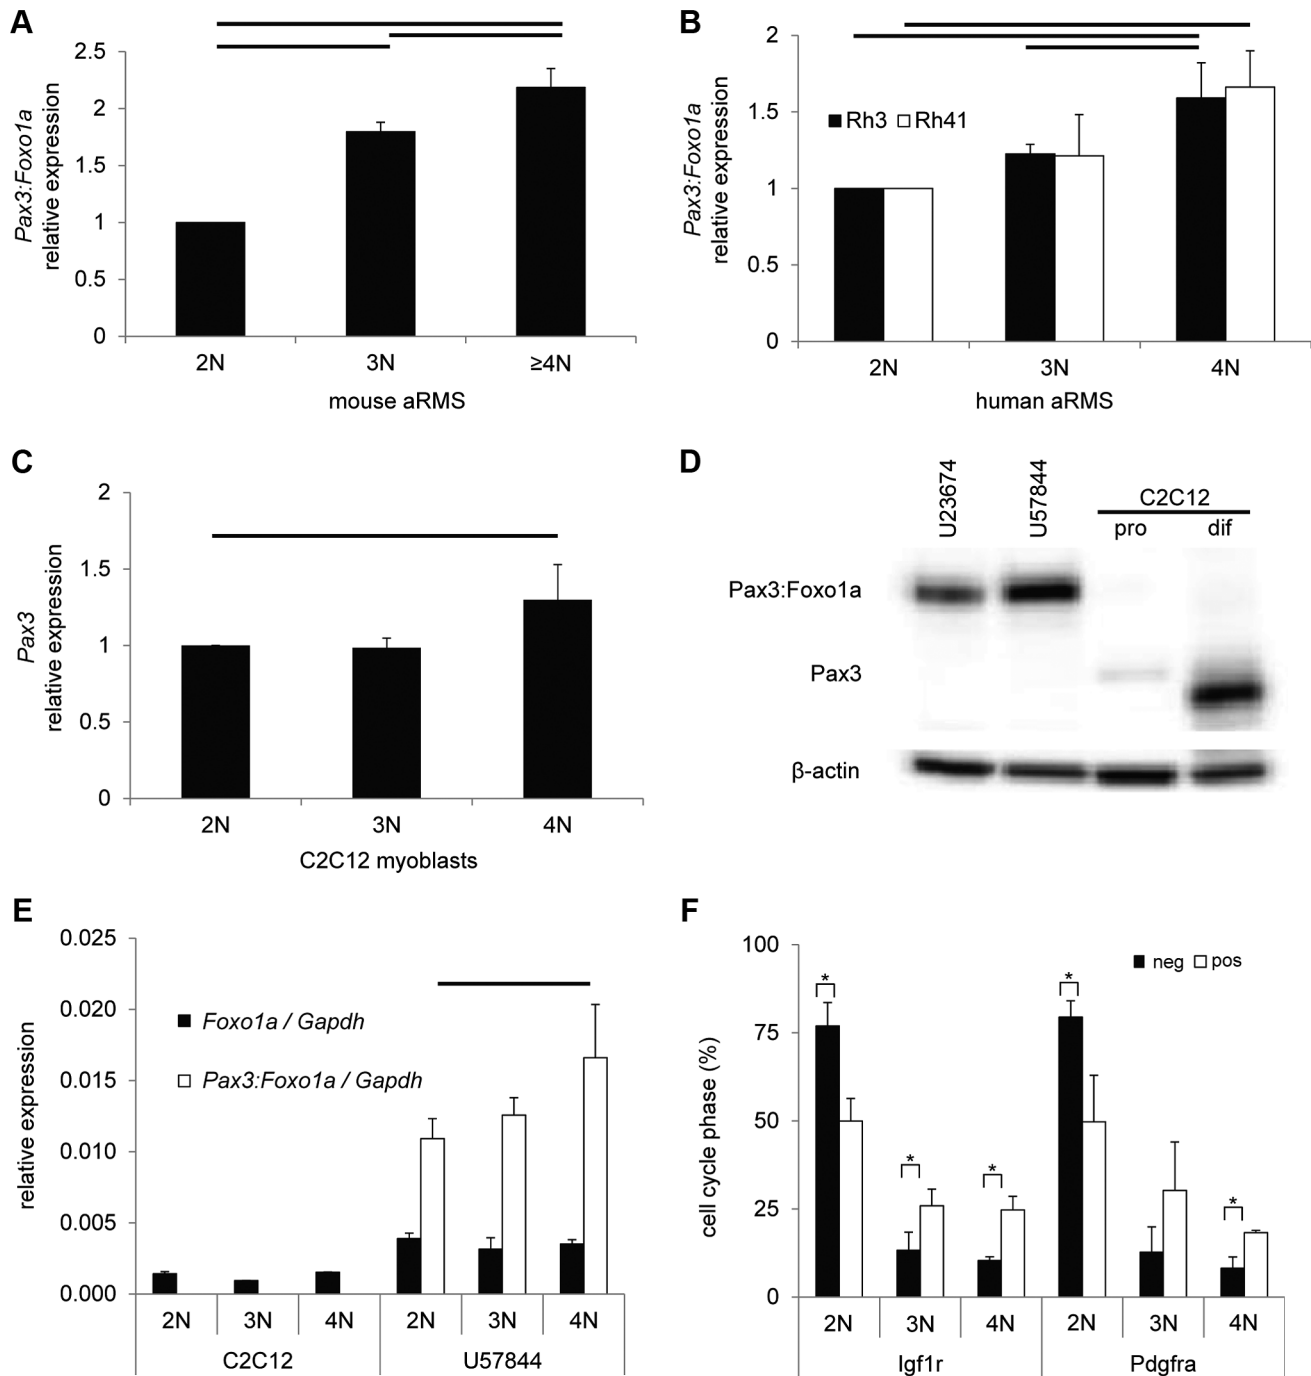 A
Pax3:Foxo1a
relative expression
2.5
2
1.5
1
0.5
0
2N 3N ≥4N
mouse aRMS
B
Pax3:Foxo1a
relative expression
2
1.5
1
0.5
0
Rh3 Rh41
2N 3N 4N
human aRMS
C
Pax3
relative expression
2
1.5
1
0.5
0
2N 3N 4N
C2C12 myoblasts
D
U23674
U57844
C2C12
pro dif
Pax3:Foxo1a
Pax3
β-actin
E
relative expression
0.025
0.020
0.015
0.010
0.005
0.000
Foxo1a / Gapdh
Pax3:Foxo1a / Gapdh
2N 3N 4N 2N 3N 4N
C2C12 U57844
F
cell cycle phase (%)
100
75
50
25
0
neg pos
* * * * *
2N 3N 4N 2N 3N 4N
Igf1r Pdgfra